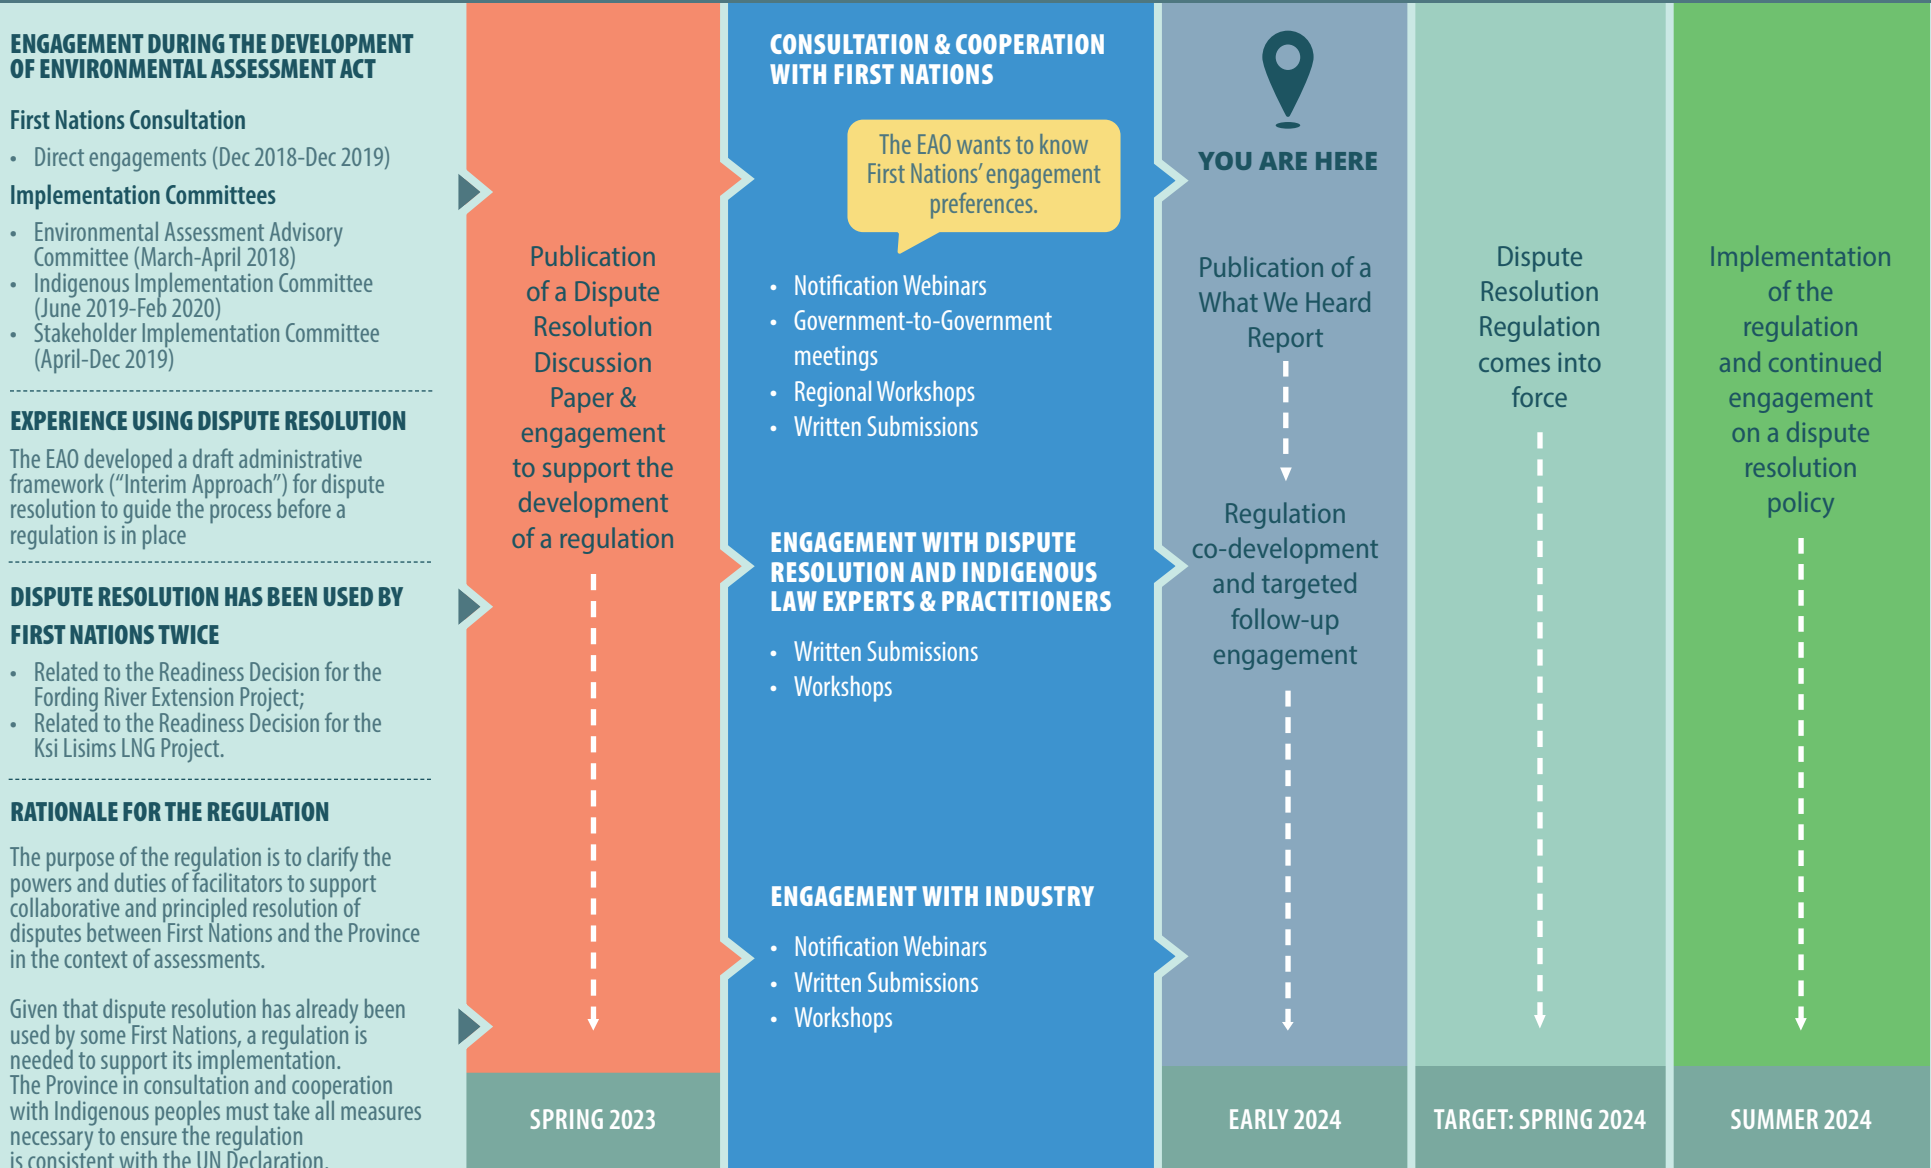 ENGAGEMENT DURING THE DEVELOPMENT
OF ENVIRONMENTAL ASSESSMENT ACT
First Nations Consultation
• Direct engagements (Dec 2018-Dec 2019)
Implementation Committees
• Environmental Assessment Advisory
Committee (March-April 2018)
• Indigenous Implementation Committee
(June 2019-Feb 2020)
• Stakeholder Implementation Committee
(April-Dec 2019)
EXPERIENCE USING DISPUTE RESOLUTION
The EAO developed a draft administrative
framework (“Interim Approach”) for dispute
resolution to guide the process before a
regulation is in place
DISPUTE RESOLUTION HAS BEEN USED BY
FIRST NATIONS TWICE
• Related to the Readiness Decision for the
Fording River Extension Project;
• Related to the Readiness Decision for the
Ksi Lisims LNG Project.
RATIONALE FOR THE REGULATION
The purpose of the regulation is to clarify the
powers and duties of facilitators to support
collaborative and principled resolution of
disputes between First Nations and the Province
in the context of assessments.
Given that dispute resolution has already been
used by some First Nations, a regulation is
needed to support its implementation.
The Province in consultation and cooperation
with Indigenous peoples must take all measures
necessary to ensure the regulation
is consistent with the UN Declaration.
Publication
of a Dispute
Resolution
Discussion
Paper &
engagement
to support the
development
of a regulation
SPRING 2023
CONSULTATION & COOPERATION
WITH FIRST NATIONS
The EAO wants to know
First Nations’ engagement
preferences.
• Notification Webinars
• Government-to-Government
meetings
• Regional Workshops
• Written Submissions
ENGAGEMENT WITH DISPUTE
RESOLUTION AND INDIGENOUS
LAW EXPERTS & PRACTITIONERS
• Written Submissions
• Workshops
ENGAGEMENT WITH INDUSTRY
• Notification Webinars
• Written Submissions
• Workshops
YOU ARE HERE
Publication of a
What We Heard
Report
Regulation
co-development
and targeted
follow-up
engagement
EARLY 2024
Dispute
Resolution
Regulation
comes into
force
TARGET: SPRING 2024
Implementation
of the
regulation
and continued
engagement
on a dispute
resolution
policy
SUMMER 2024